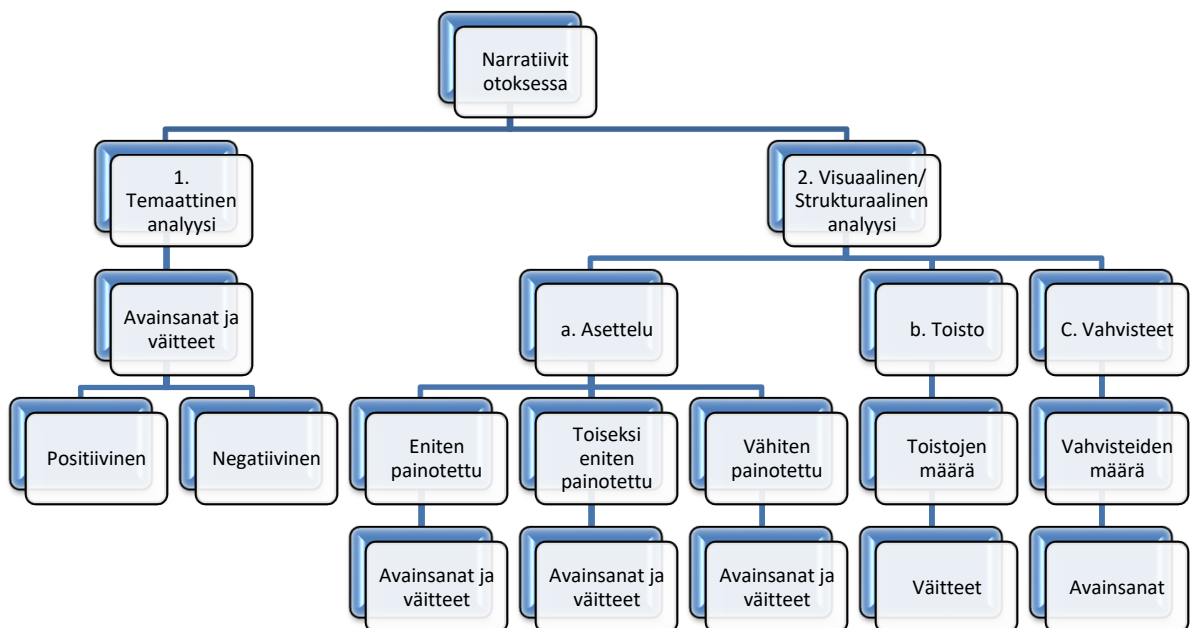 Narratiivit
otoksessa
1.
Temaattinen
analyysi
2. Visuaalinen/
Strukturaalinen
analyysi
Avainsanat ja
väitteet
a. Asettelu
b. Toisto
C. Vahvisteet
Positiivinen
Negatiivinen
Eniten
painotettu
Toiseksi
eniten
painotettu
Vähiten
painotettu
Toistojen
määrä
Vahvisteiden
määrä
Avainsanat ja
väitteet
Avainsanat ja
väitteet
Avainsanat ja
väitteet
Väitteet
Avainsanat